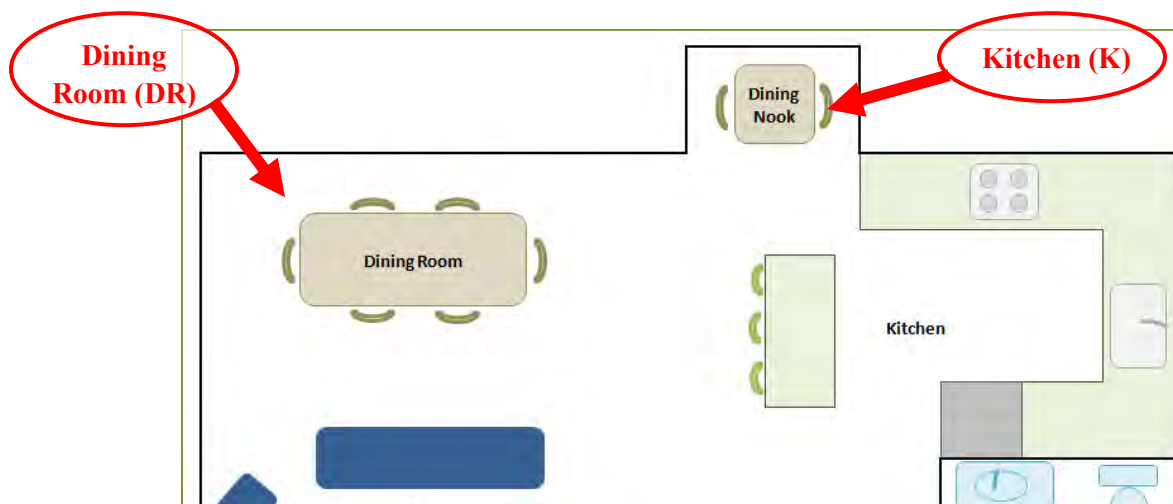 Dining
Room (DR)
Kitchen (K)
Dining
Nook
Dining Room
Kitchen